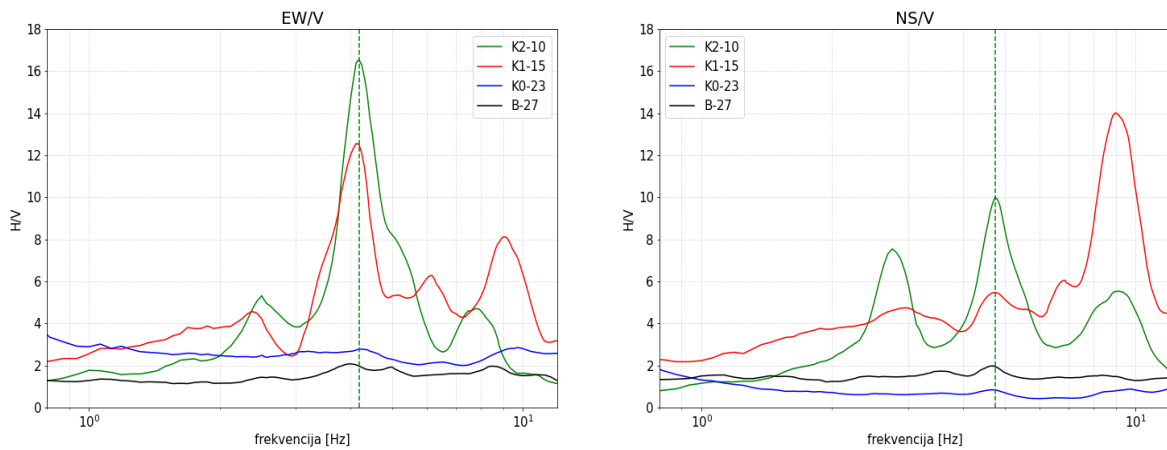 EW/V
18
16
14
12
10
8
6
4
2
0
H/V
K2-10
K1-15
K0-23
B-27
10⁰
10¹
frekvencija [Hz]
NS/V
18
16
14
12
10
8
6
4
2
0
H/V
K2-10
K1-15
K0-23
B-27
10⁰
10¹
frekvencija [Hz]